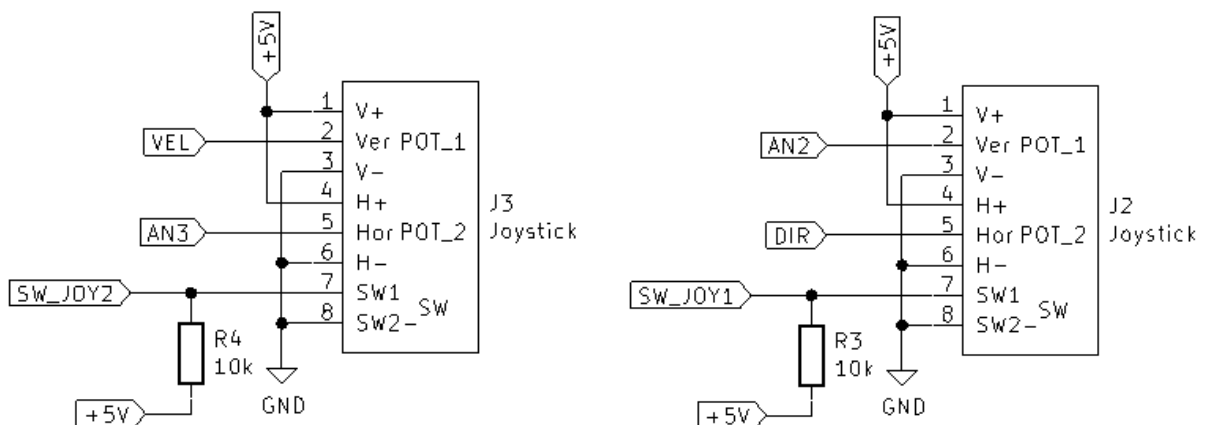 +5V
1 V+
VEL 2 Ver POT_1
3 V-
4 H+
J3
AN3 5 Hor POT_2
Joystick
6 H-
SW_JOY2 7 SW1
8 SW2- SW
R4
10k
+5V
GND
+5V
1 V+
AN2 2 Ver POT_1
3 V-
4 H+
J2
DIR 5 Hor POT_2
Joystick
6 H-
SW_JOY1 7 SW1
8 SW2- SW
R3
10k
+5V
GND